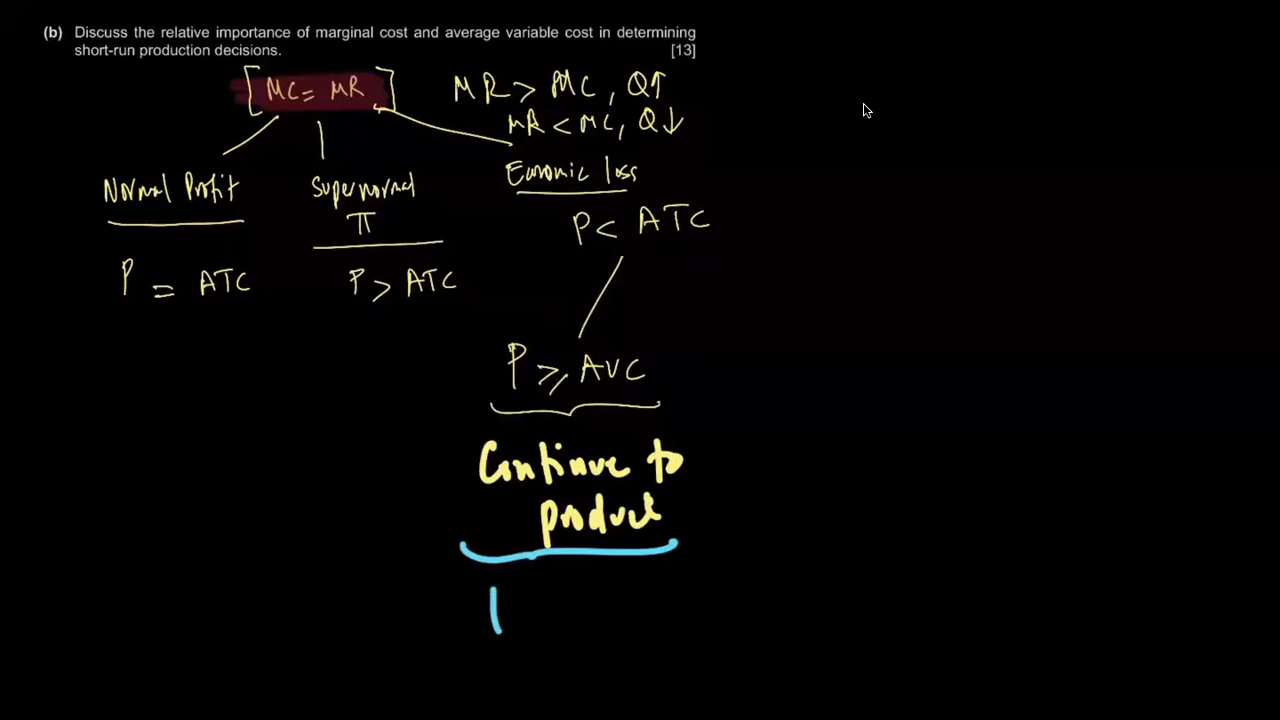 (b) Discuss the relative importance of marginal cost and average variable cost in determining
short-run production decisions. [13]
[MC = MR]
MR > MC, Q↑
MR < MC, Q↓
Normal Profit
Supernormal
π
Economic loss
P = ATC
P > ATC
P < ATC
P ⩾ AVC
Continue to
produce